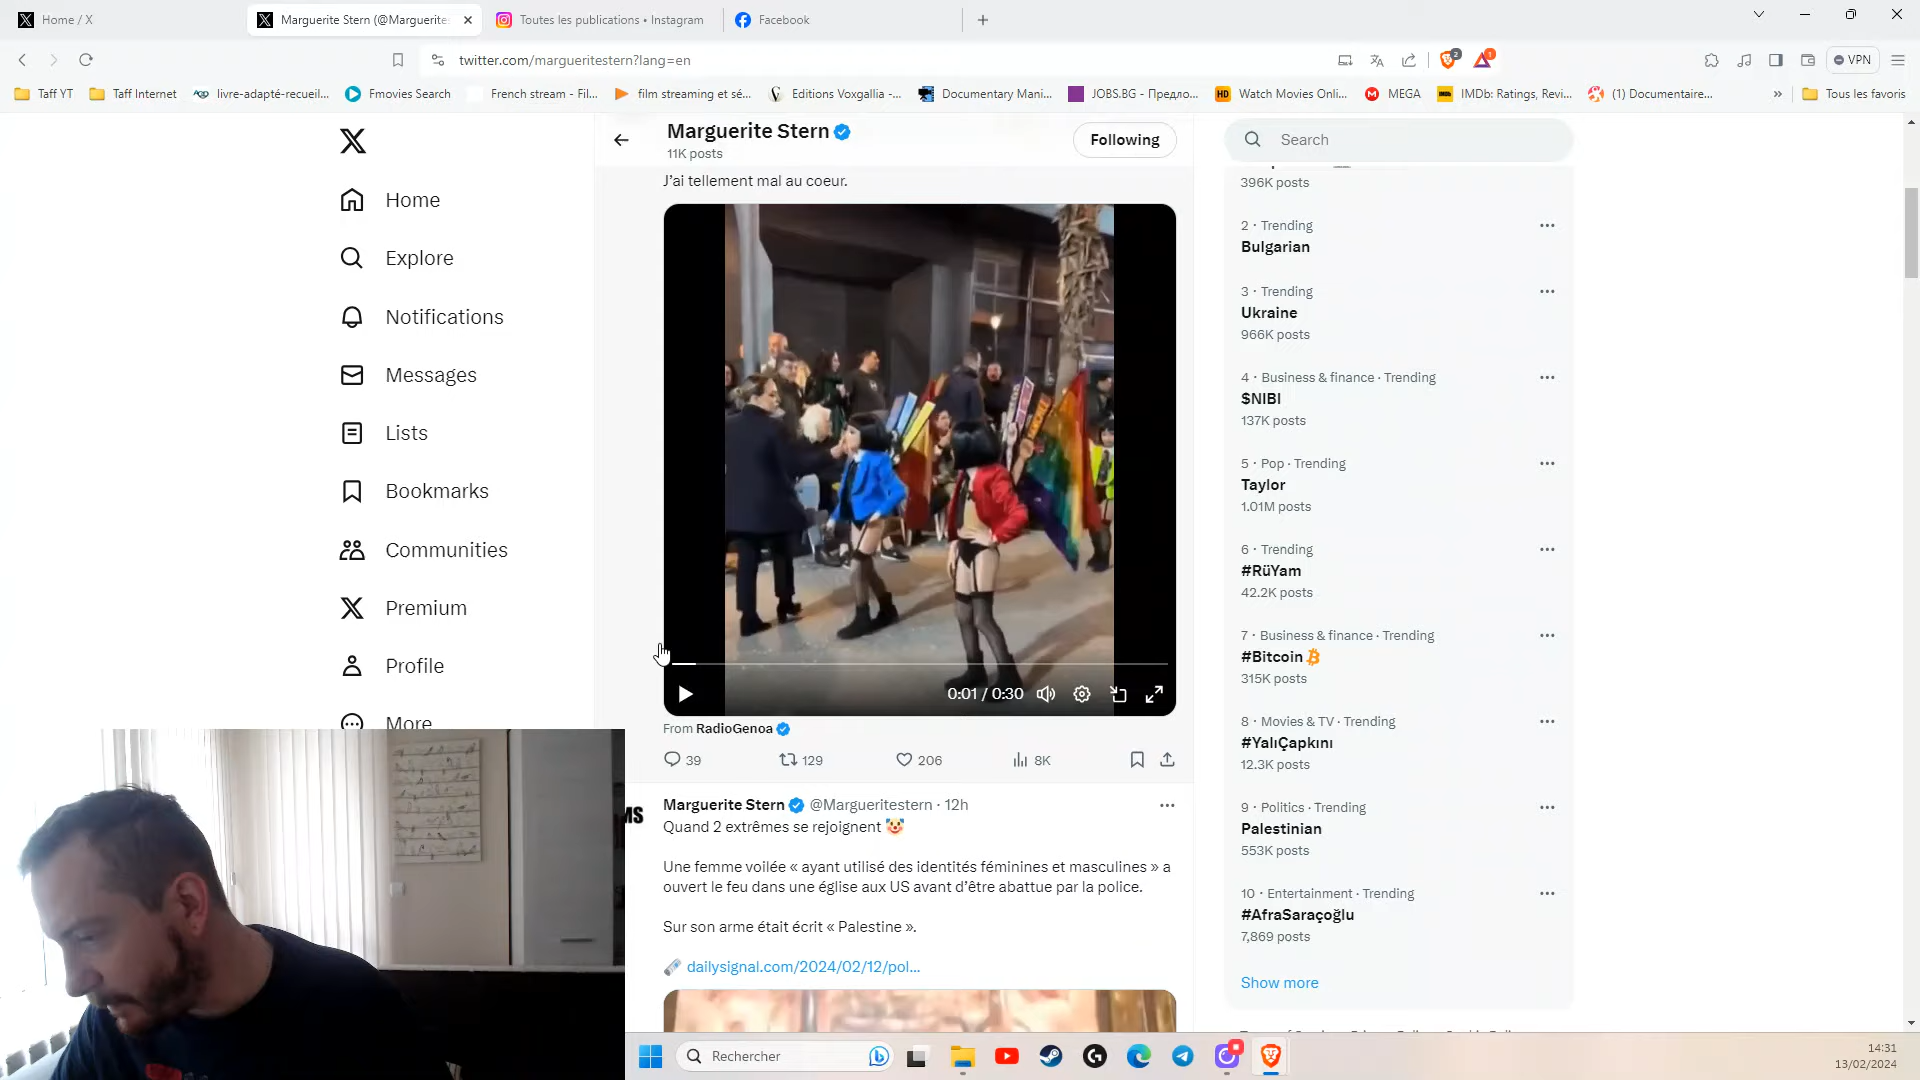 Home / X
Marguerite Stern (@Marguerite
Toutes les publications • Instagram
Facebook
twitter.com/margueritestern?lang=en
2
1
VPN
Taff YT
Taff Internet
livre-adapté-recueil...
Fmovies Search
French stream - Fil...
film streaming et sé...
Editions Voxgallia -...
Documentary Mani...
JOBS.BG - Предло...
Watch Movies Onli...
MEGA
IMDb: Ratings, Revi...
(1) Documentaire...
»
Tous les favoris
Home
Explore
Notifications
Messages
Lists
Bookmarks
Communities
Premium
Profile
More
Marguerite Stern
11K posts
Following
J'ai tellement mal au coeur.
0:01 / 0:30
From RadioGenoa
39
129
206
8K
Marguerite Stern @Margueritestern · 12h
Quand 2 extrêmes se rejoignent 🤡
Une femme voilée « ayant utilisé des identités féminines et masculines » a
ouvert le feu dans une église aux US avant d'être abattue par la police.
Sur son arme était écrit « Palestine ».
🗞️ dailysignal.com/2024/02/12/pol...
MS
Search
396K posts
2 · Trending
Bulgarian
3 · Trending
Ukraine
966K posts
4 · Business & finance · Trending
$NIBI
137K posts
5 · Pop · Trending
Taylor
1.01M posts
6 · Trending
#RüYam
42.2K posts
7 · Business & finance · Trending
#Bitcoin
315K posts
8 · Movies & TV · Trending
#YalıÇapkını
12.3K posts
9 · Politics · Trending
Palestinian
553K posts
10 · Entertainment · Trending
#AfraSaraçoğlu
7,869 posts
Show more
Rechercher
14:31
13/02/2024